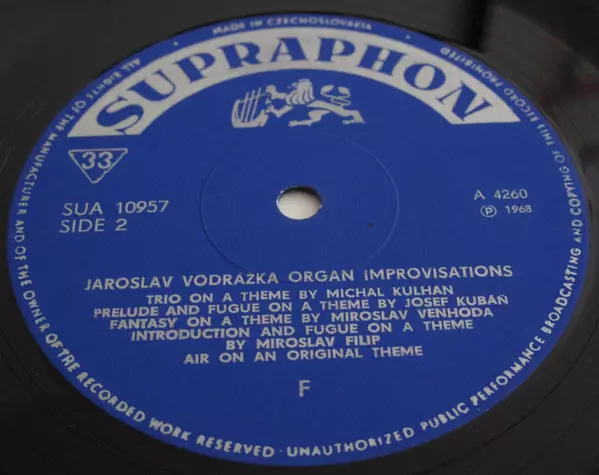 MADE IN CZECHOSLOVAKIA
ALL RIGHTS OF THE MANUFACTURER AND OF THE OWNER OF THE RECORDED WORK RESERVED · UNAUTHORIZED PUBLIC PERFORMANCE BROADCASTING AND COPYING OF THIS RECORD PROHIBITED
SUPRAPHON
33
SUA 10957
SIDE 2
A 4260
Ⓟ 1968
JAROSLAV VODRÁŽKA ORGAN IMPROVISATIONS
TRIO ON A THEME BY MICHAL KULHAN
PRELUDE AND FUGUE ON A THEME BY JOSEF KUBÁŇ
FANTASY ON A THEME BY MIROSLAV VENHODA
INTRODUCTION AND FUGUE ON A THEME
BY MIROSLAV FILIP
AIR ON AN ORIGINAL THEME
F